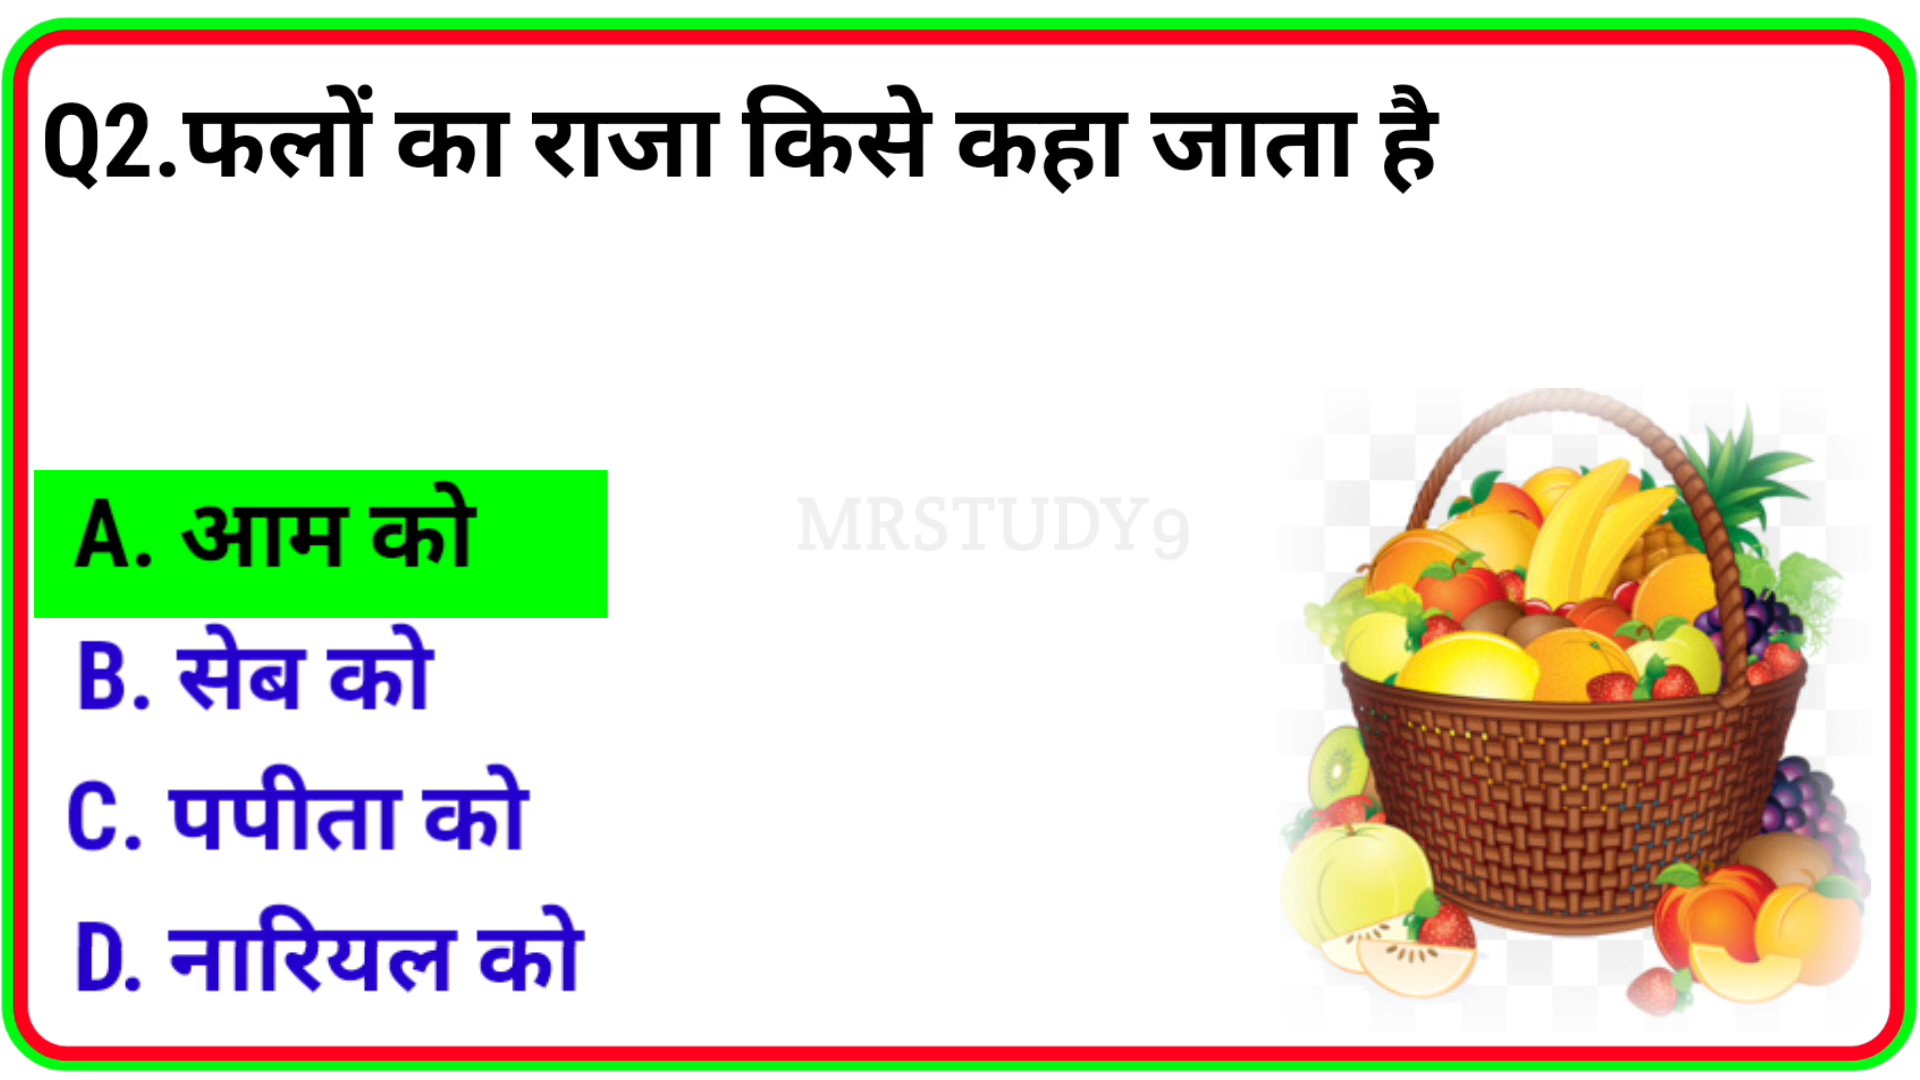 Q2.फलों का राजा किसे कहा जाता है
A. आम को
MRSTUDY9
B. सेब को
C. पपीता को
D. नारियल को